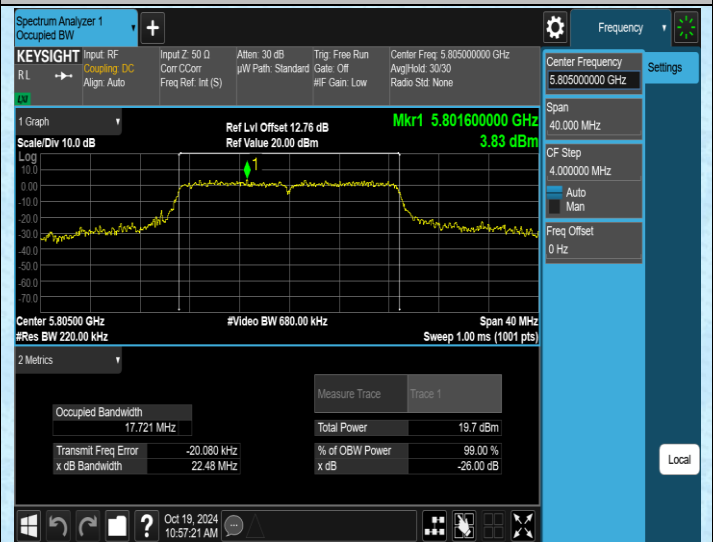 Spectrum Analyzer 1
Occupied BW
Frequency
KEYSIGHT
RL
Input: RF
Coupling: DC
Align: Auto
Input Z: 50 Ω
Corr CCorr
Freq Ref: Int (S)
Atten: 30 dB
µW Path: Standard
Trig: Free Run
Gate: Off
#IF Gain: Low
Center Freq: 5.805000000 GHz
Avg|Hold: 30/30
Radio Std: None
LXI
1 Graph
Scale/Div 10.0 dB
Ref Lvl Offset 12.76 dB
Ref Value 20.00 dBm
Mkr1 5.801600000 GHz
3.83 dBm
Log
10.0
0.00
-10.0
-20.0
-30.0
-40.0
-50.0
-60.0
-70.0
1
Center 5.80500 GHz
#Video BW 680.00 kHz
Span 40 MHz
#Res BW 220.00 kHz
Sweep 1.00 ms (1001 pts)
2 Metrics
Measure Trace
Trace 1
Occupied Bandwidth
17.721 MHz
Total Power
19.7 dBm
Transmit Freq Error
-20.080 kHz
% of OBW Power
99.00 %
x dB Bandwidth
22.48 MHz
x dB
-26.00 dB
Center Frequency
5.805000000 GHz
Settings
Span
40.000 MHz
CF Step
4.000000 MHz
Auto
Man
Freq Offset
0 Hz
Local
?
Oct 19, 2024
10:57:21 AM